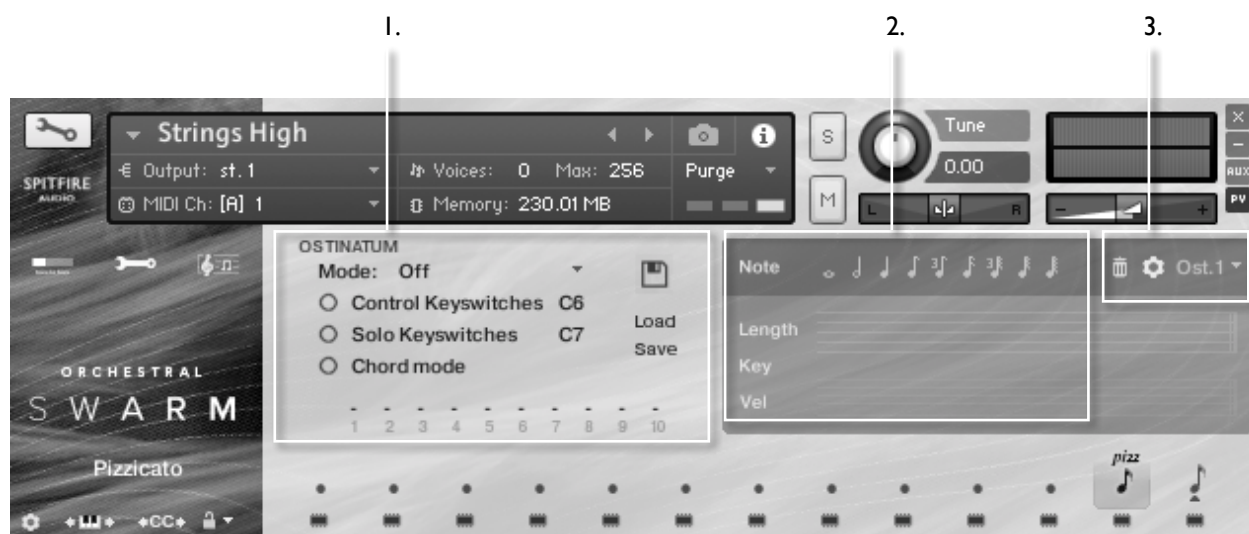 1. 2. 3.
Strings High
i
S
Tune
×
SPITFIRE
AUDIO
Output: st.1
Voices: 0 Max: 256
Purge
0.00
−
AUX
MIDI Ch: [A] 1
Memory: 230.01 MB
M
L R
− +
PV
OSTINATUM
Mode: Off
Control Keyswitches C6
Solo Keyswitches C7
Chord mode
Load
Save
- - - - - - - - - -
1 2 3 4 5 6 7 8 9 10
Note
3 3
Ost.1
Length
Key
Vel
ORCHESTRAL
SWARM
Pizzicato
pizz
CC